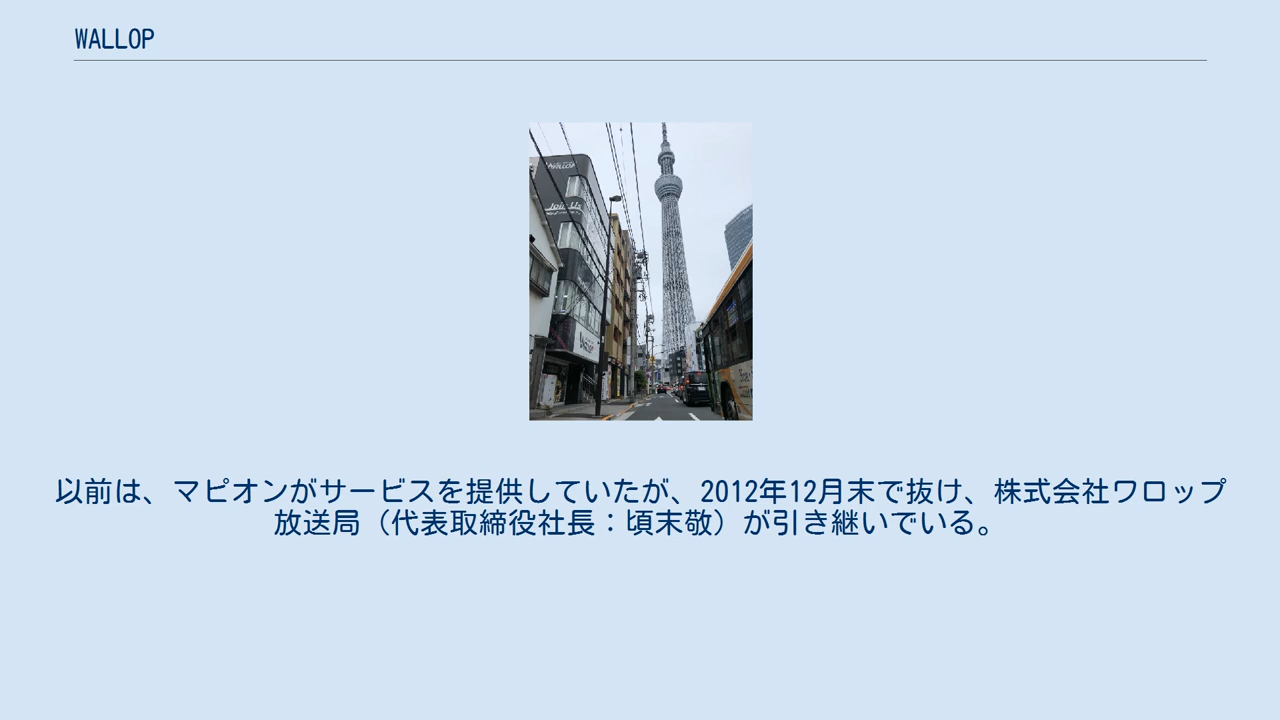 WALLOP
WALLOP
Join Us
以前は、マピオンがサービスを提供していたが、2012年12月末で抜け、株式会社ワロップ
放送局（代表取締役社長：頃末敬）が引き継いでいる。